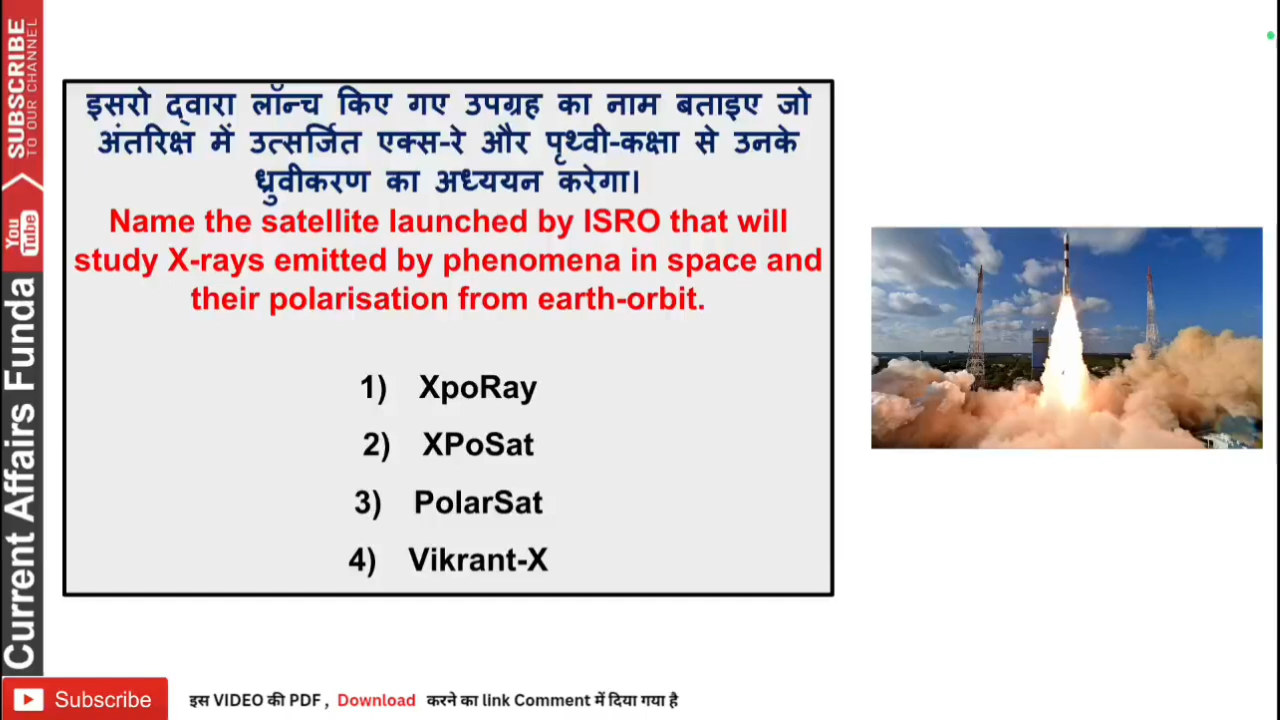 इसरो द्वारा लॉन्च किए गए उपग्रह का नाम बताइए जो
अंतरिक्ष में उत्सर्जित एक्स-रे और पृथ्वी-कक्षा से उनके
ध्रुवीकरण का अध्ययन करेगा।
Name the satellite launched by ISRO that will
study X-rays emitted by phenomena in space and
their polarisation from earth-orbit.
1) XpoRay
2) XPoSat
3) PolarSat
4) Vikrant-X
SUBSCRIBE
TO OUR CHANNEL
You
Tube
Current Affairs Funda
Subscribe
इस VIDEO की PDF , Download करने का link Comment में दिया गया है